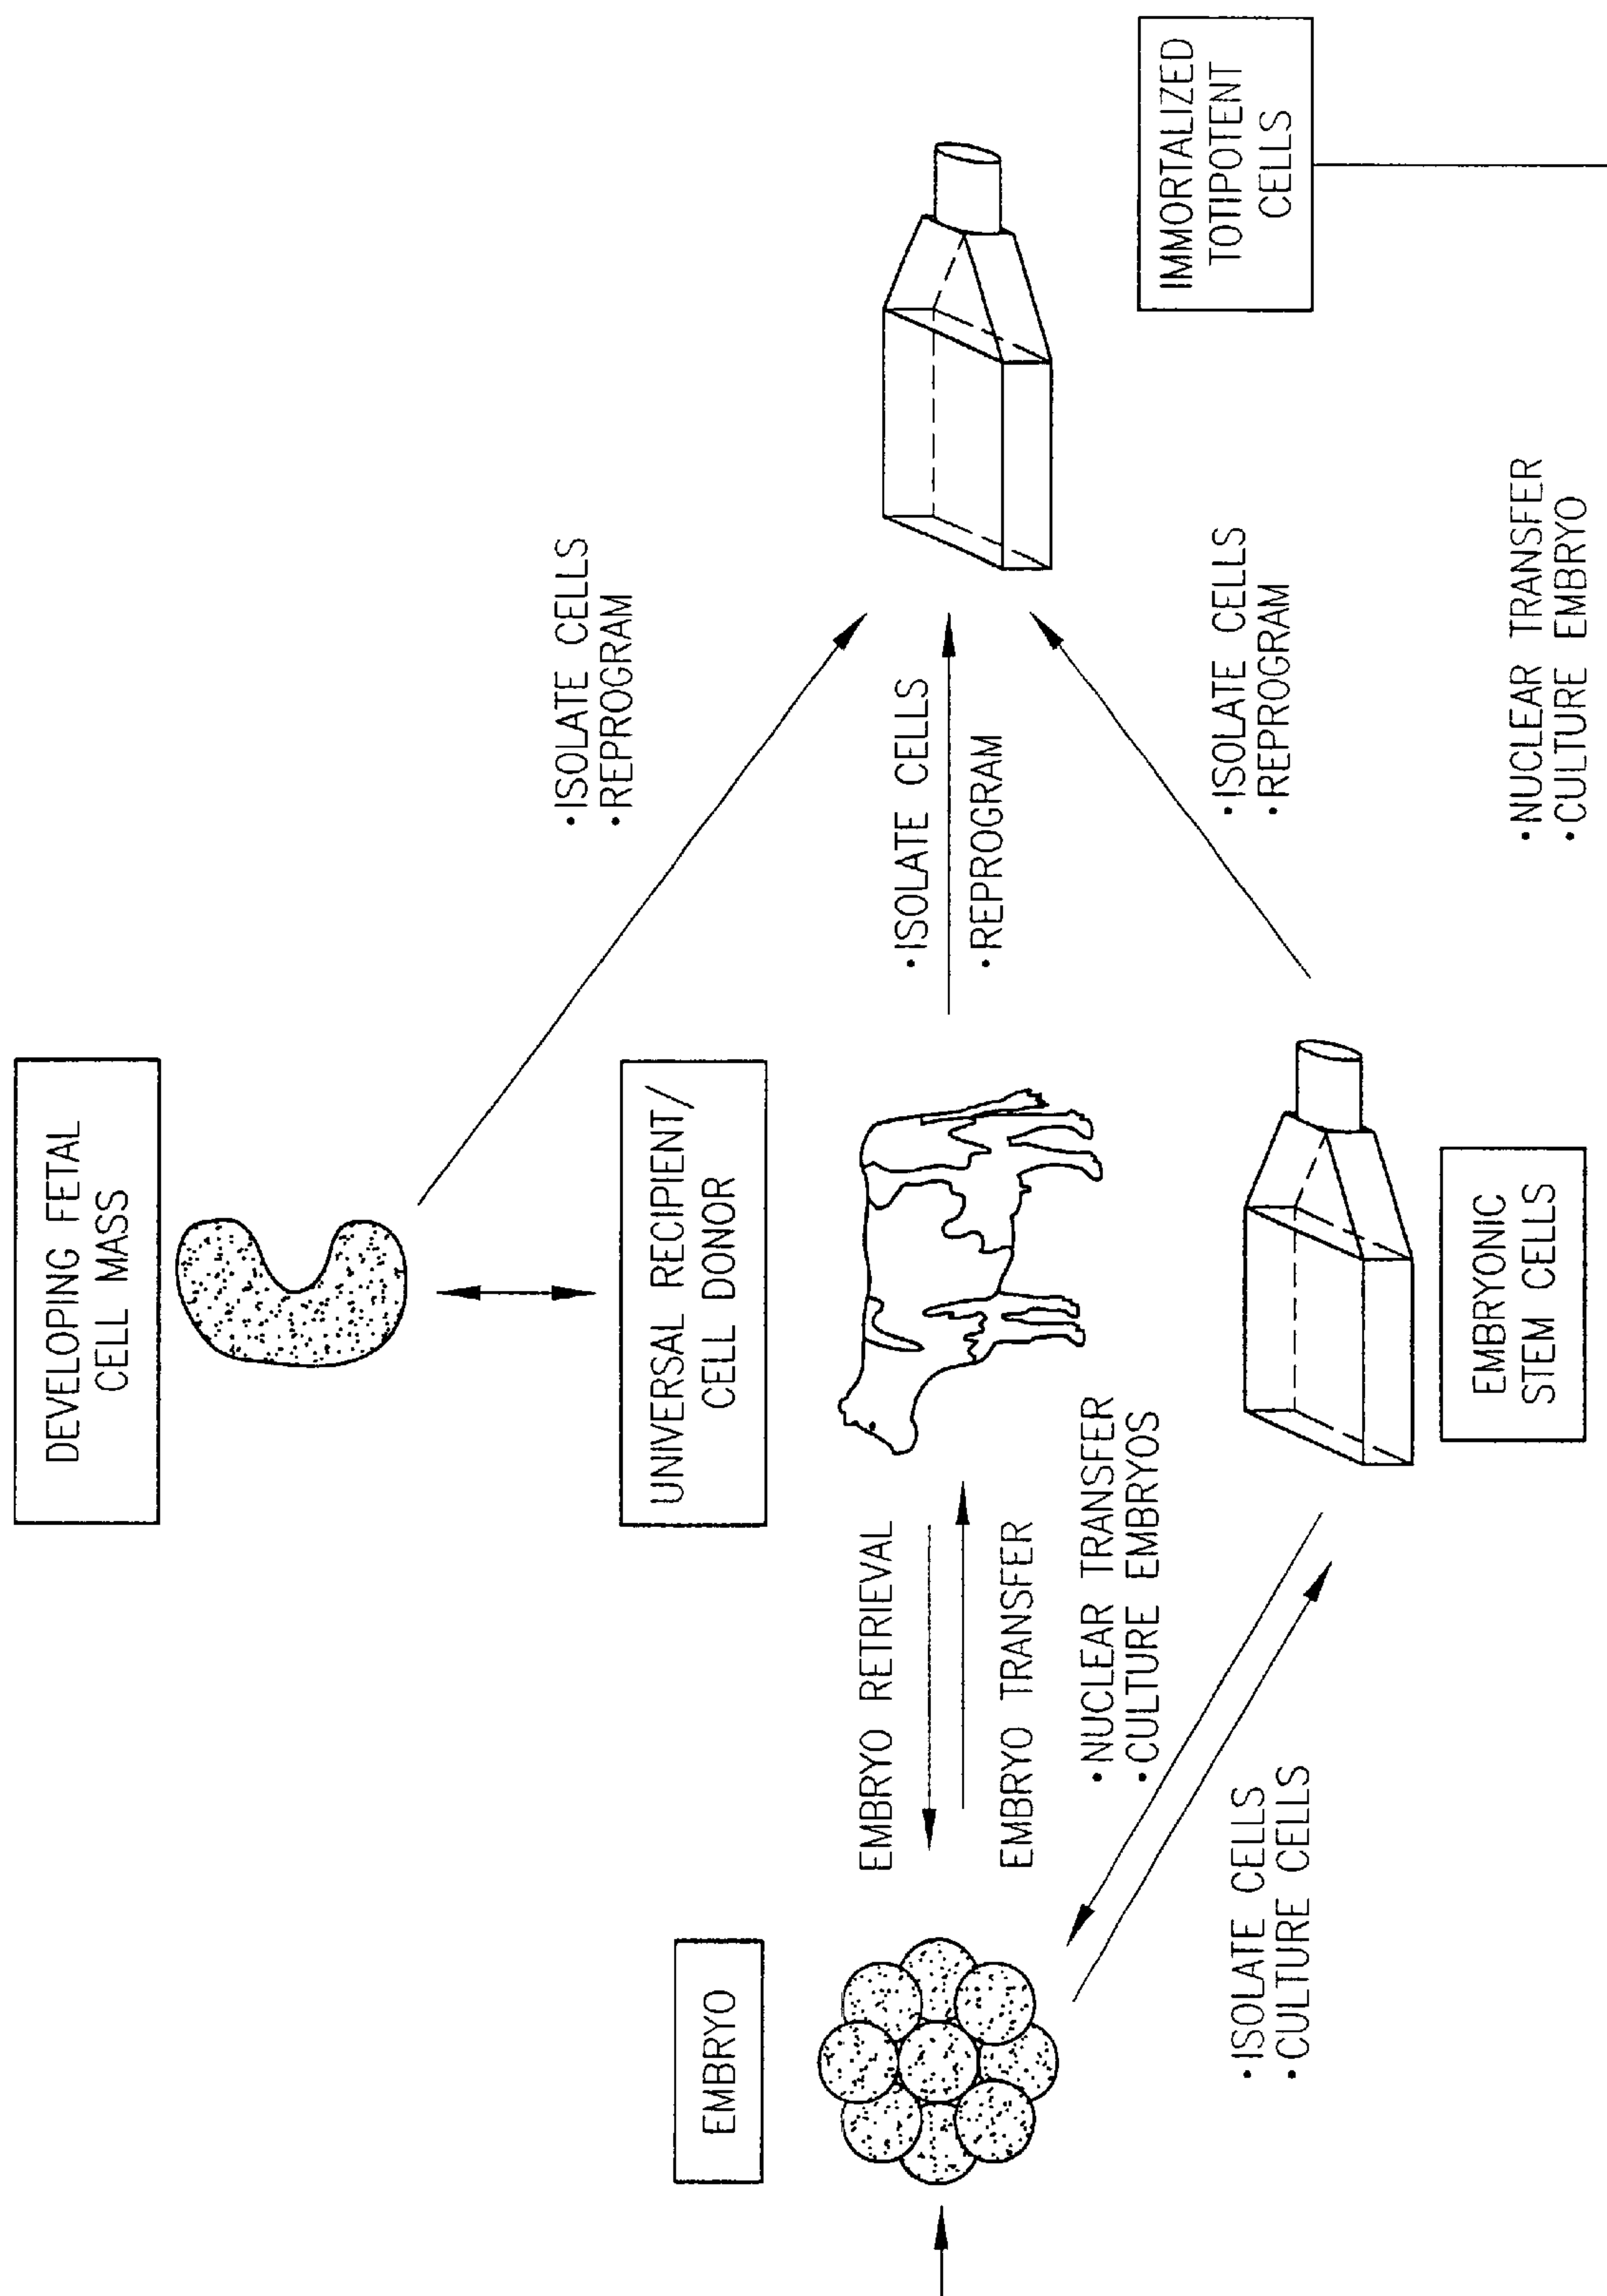 DEVELOPING FETAL
CELL MASS
·ISOLATE CELLS
·REPROGRAM
UNIVERSAL RECIPIENT/
CELL DONOR
EMBRYO
EMBRYO RETRIEVAL
EMBRYO TRANSFER
·ISOLATE CELLS
·REPROGRAM
·NUCLEAR TRANSFER
·CULTURE EMBRYOS
·ISOLATE CELLS
·CULTURE CELLS
EMBRYONIC
STEM CELLS
·ISOLATE CELLS
·REPROGRAM
IMMORTALIZED
TOTIPOTENT
CELLS
·NUCLEAR TRANSFER
·CULTURE EMBRYO